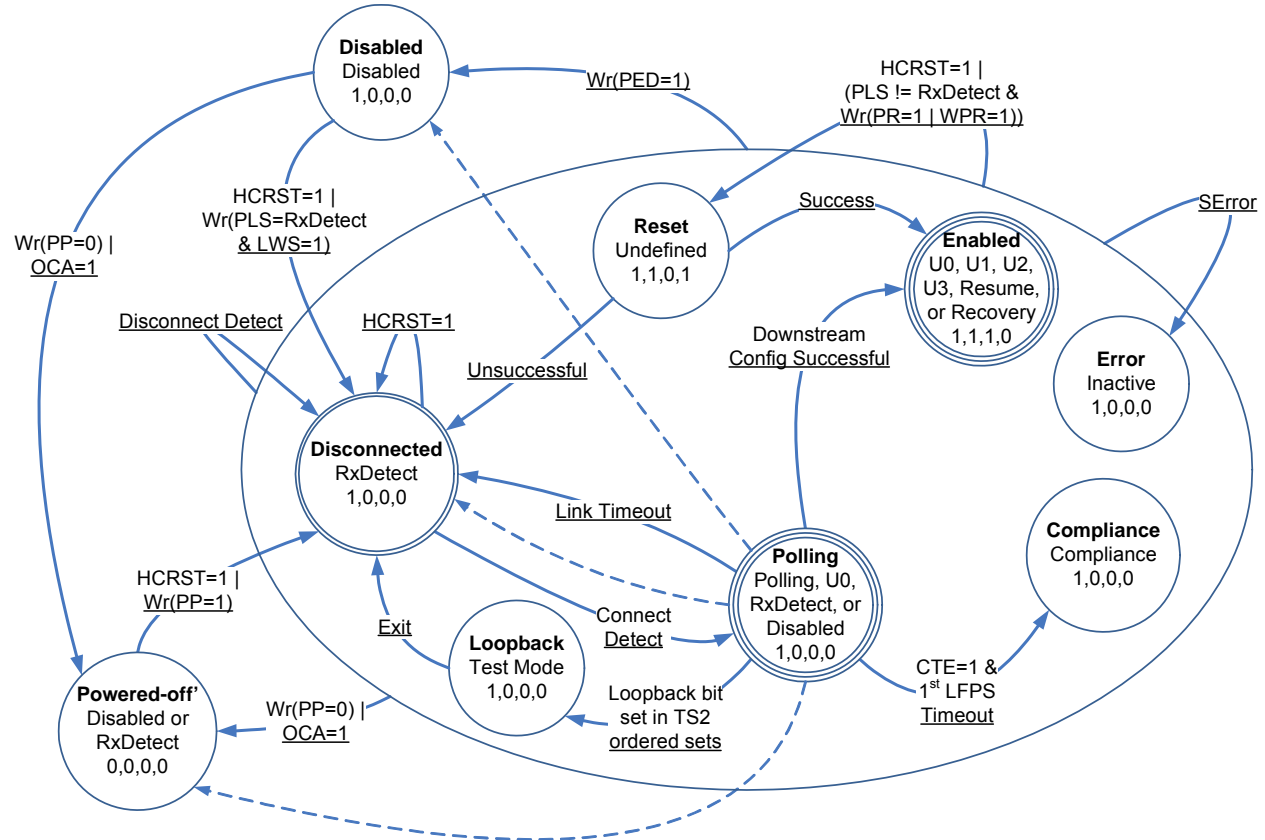 Disabled
Disabled
1,0,0,0
Wr(PED=1)
HCRST=1 |
(PLS != RxDetect &
Wr(PR=1 | WPR=1))
HCRST=1 |
Wr(PLS=RxDetect
& LWS=1)
Reset
Undefined
1,1,0,1
Success
Enabled
U0, U1, U2,
U3, Resume,
or Recovery
1,1,1,0
SError
Wr(PP=0) |
OCA=1
Disconnect Detect
HCRST=1
Unsuccessful
Downstream
Config Successful
Error
Inactive
1,0,0,0
Disconnected
RxDetect
1,0,0,0
Link Timeout
Compliance
Compliance
1,0,0,0
Polling
Polling, U0,
RxDetect, or
Disabled
1,0,0,0
HCRST=1 |
Wr(PP=1)
Exit
Loopback
Test Mode
1,0,0,0
Connect
Detect
CTE=1 &
1st LFPS
Timeout
Powered-off’
Disabled or
RxDetect
0,0,0,0
Wr(PP=0) |
OCA=1
Loopback bit
set in TS2
ordered sets